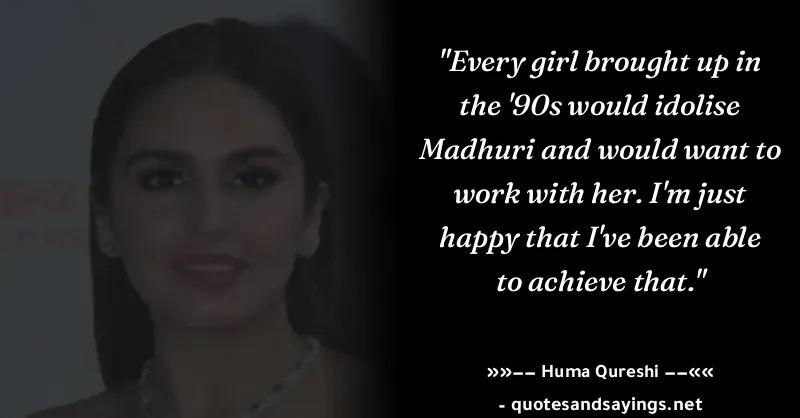 "Every girl brought up in
the '90s would idolise
Madhuri and would want to
work with her. I'm just
happy that I've been able
to achieve that."
»»−− Huma Qureshi −−««
- quotesandsayings.net